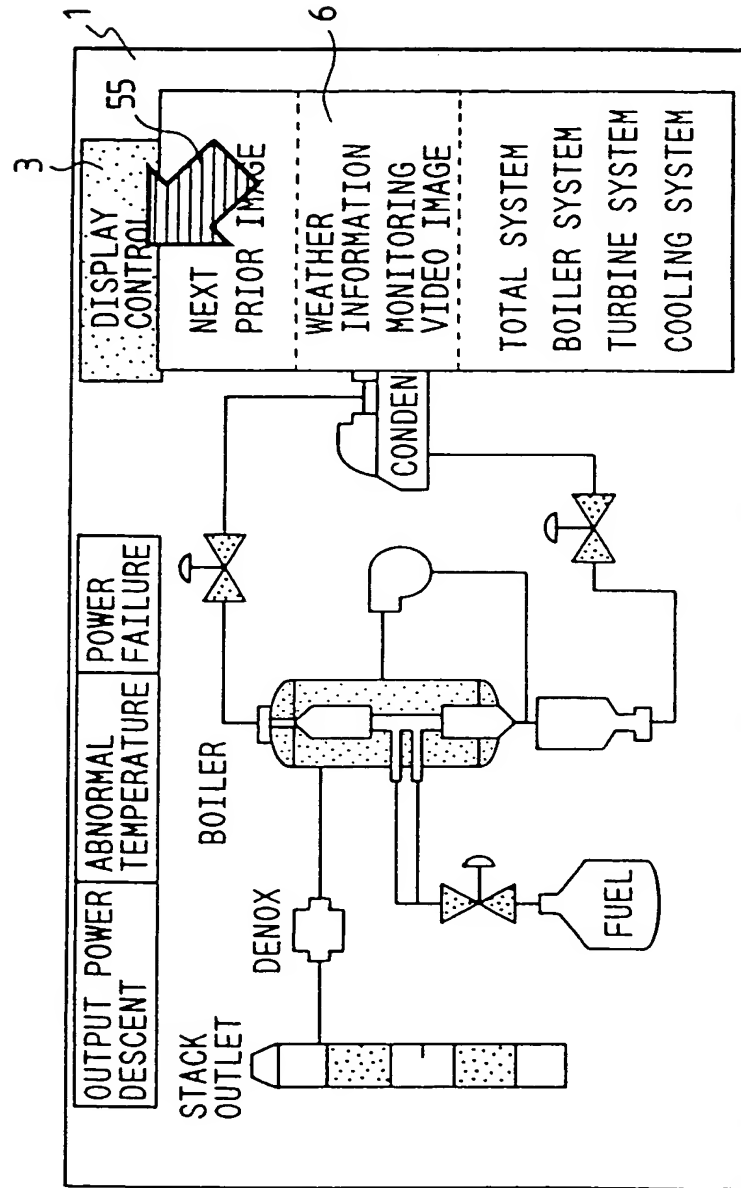 1
OUTPUT POWER
DESCENT
ABNORMAL
TEMPERATURE
POWER
FAILURE
DISPLAY
CONTROL
3
55
NEXT
PRIOR IMAGE
6
WEATHER
INFORMATION
MONITORING
VIDEO IMAGE
TOTAL SYSTEM
BOILER SYSTEM
TURBINE SYSTEM
COOLING SYSTEM
STACK
OUTLET
DENOX
BOILER
CONDEN
FUEL